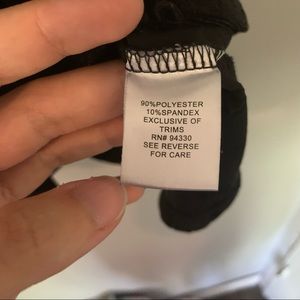 90%POLYESTER
10%SPANDEX
EXCLUSIVE OF
TRIMS
RN# 94330
SEE REVERSE
FOR CARE